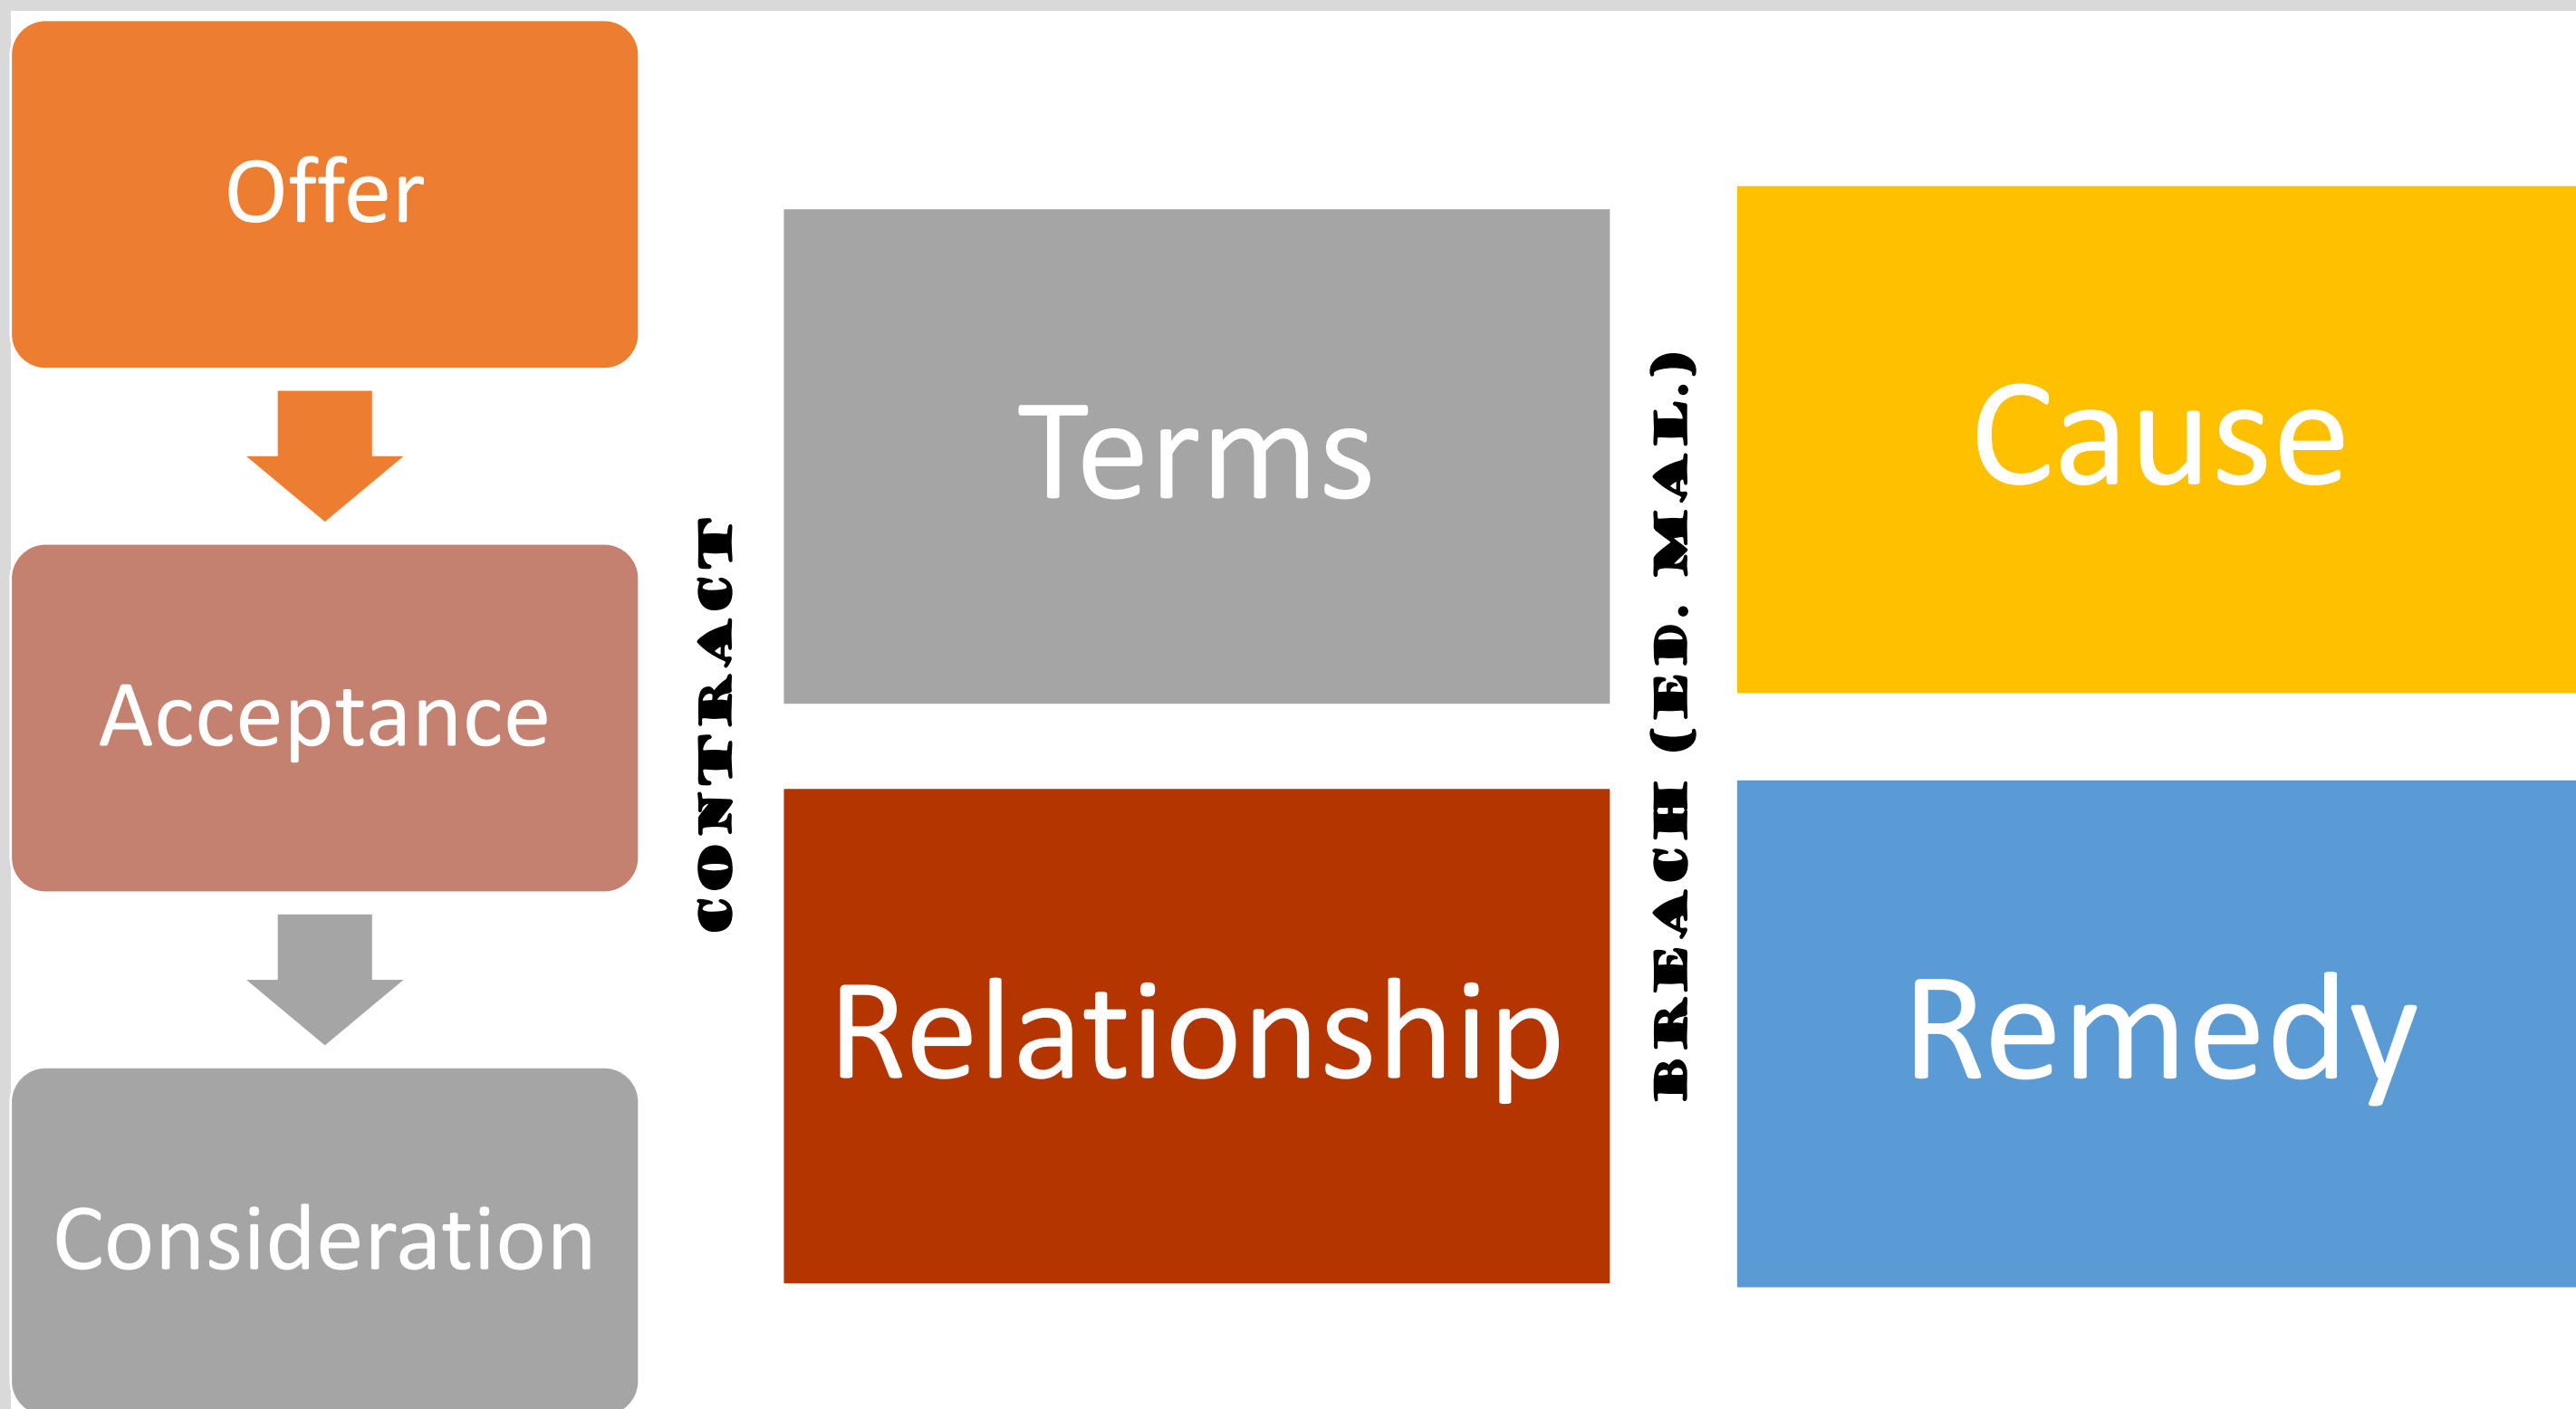 Offer
Acceptance
Consideration
CONTRACT
Terms
Relationship
BREACH (ED. MAL.)
Cause
Remedy